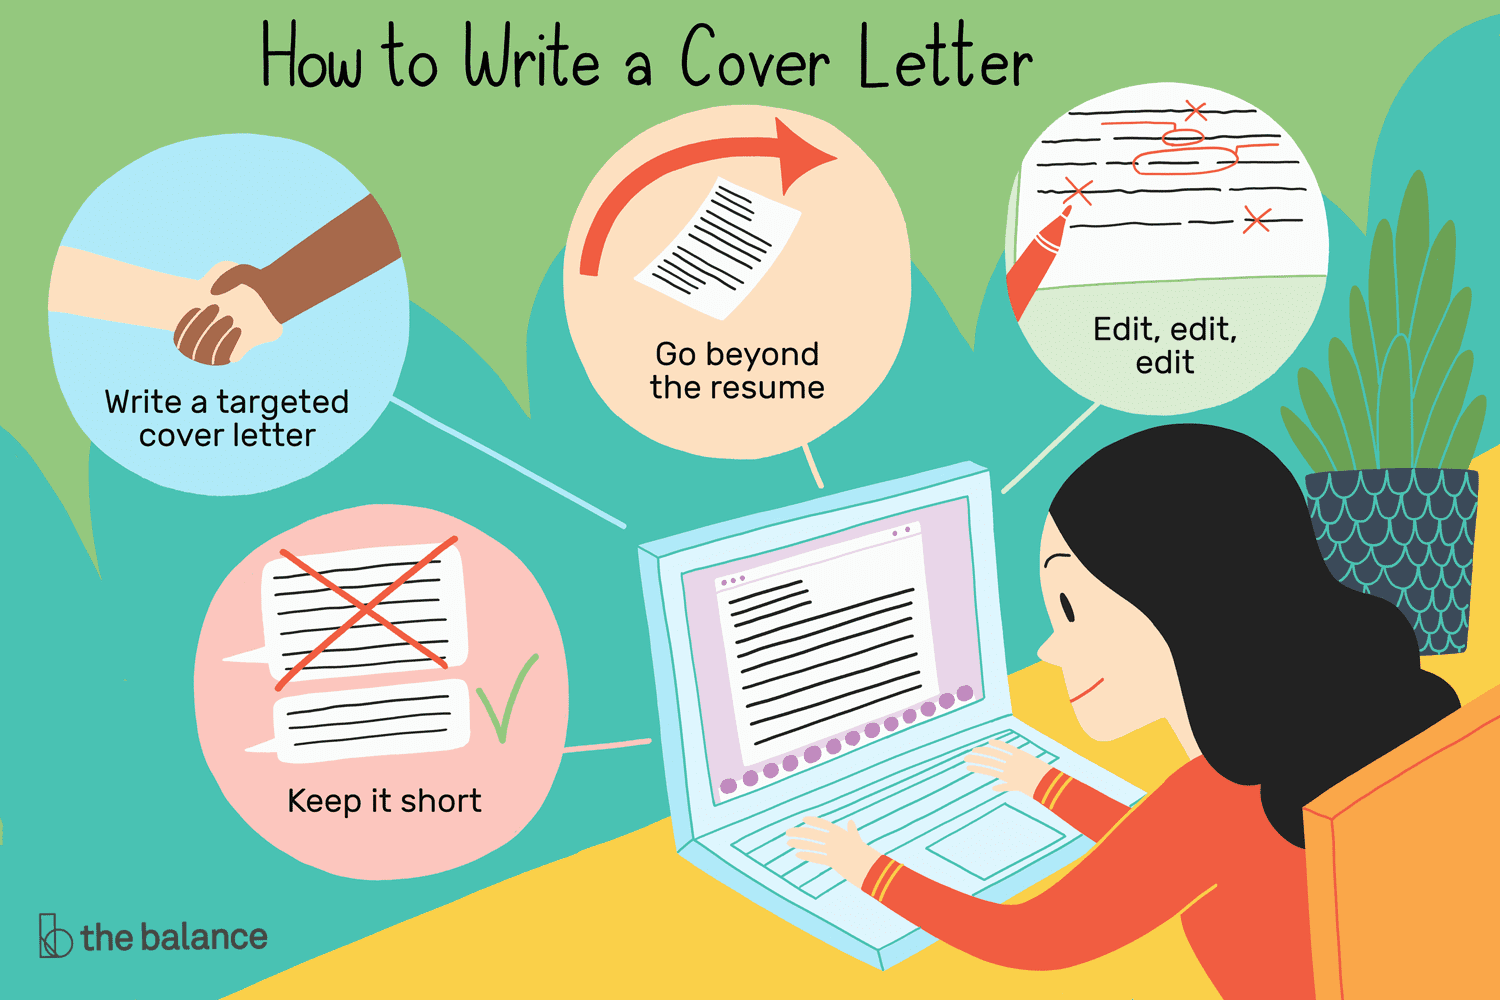 How to Write a Cover Letter
Write a targeted
cover letter
Go beyond
the resume
Edit, edit,
edit
Keep it short
the balance